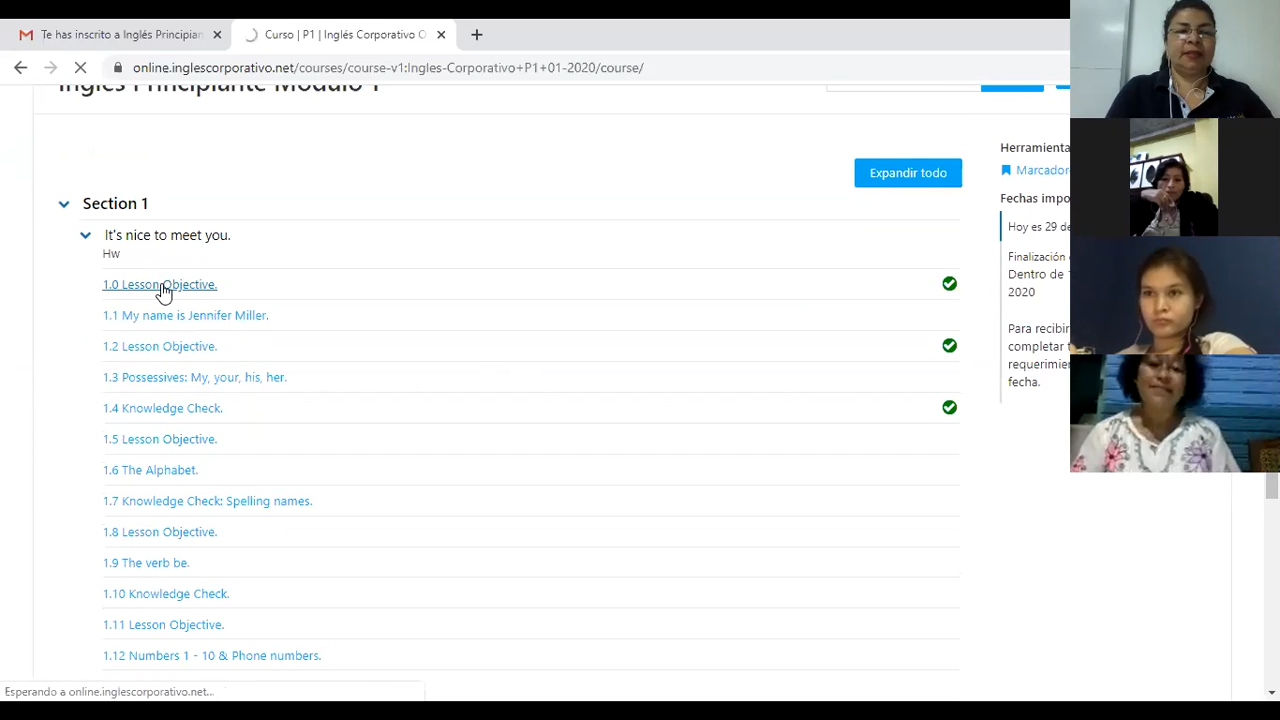 Te has inscrito a Inglés Principian
Curso | P1 | Inglés Corporativo O
online.inglescorporativo.net/courses/course-v1:Ingles-Corporativo+P1+01-2020/course/
Inglés Principiante Módulo 1
Expandir todo
Herramienta
Marcador
Fechas impo
Hoy es 29 de
Finalización
Dentro de
2020
Para recibir
completar
requerimien
fecha.
Section 1
It's nice to meet you.
Hw
1.0 Lesson Objective.
1.1 My name is Jennifer Miller.
1.2 Lesson Objective.
1.3 Possessives: My, your, his, her.
1.4 Knowledge Check.
1.5 Lesson Objective.
1.6 The Alphabet.
1.7 Knowledge Check: Spelling names.
1.8 Lesson Objective.
1.9 The verb be.
1.10 Knowledge Check.
1.11 Lesson Objective.
1.12 Numbers 1 - 10 & Phone numbers.
Esperando a online.inglescorporativo.net...